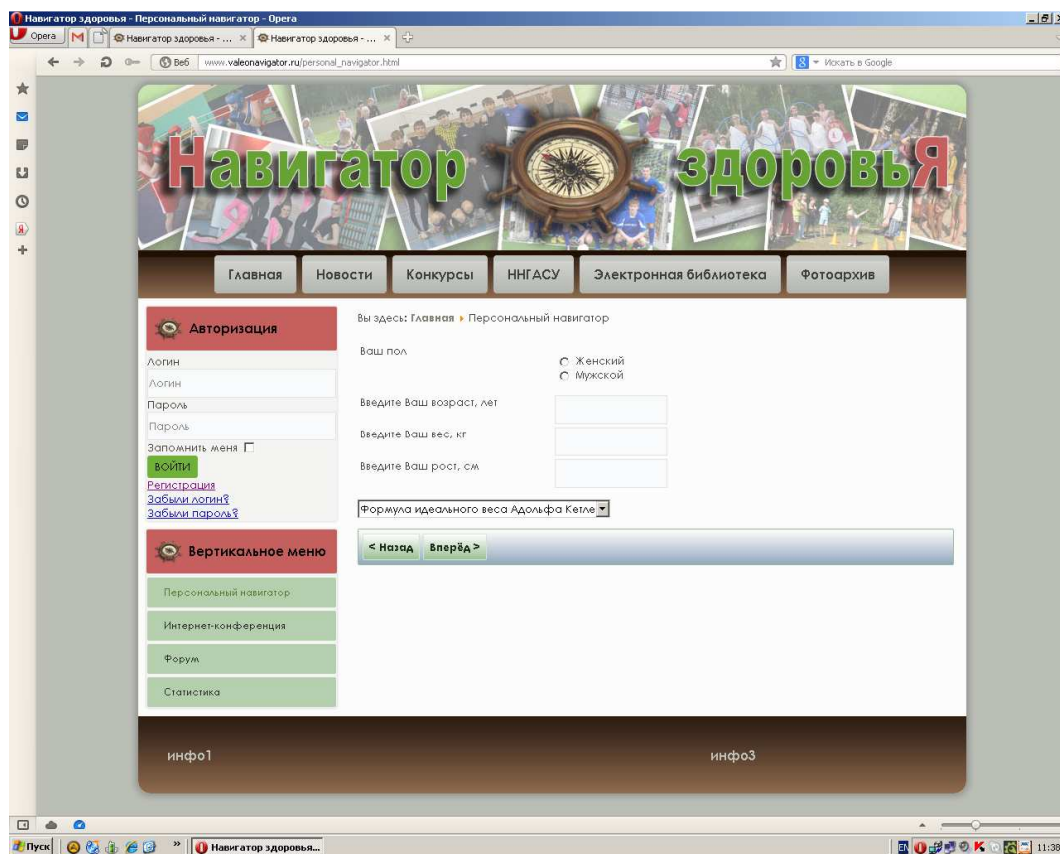 Навигатор здоровья - Персональный навигатор - Opera
Opera
Навигатор здоровья - ...
Навигатор здоровья - ...
Веб
www.valeonavigator.ru/personal_navigator.html
Искать в Google
Навигатор здоровьЯ
Главная
Новости
Конкурсы
ННГАСУ
Электронная библиотека
Фотоархив
Авторизация
Логин
Логин
Пароль
Пароль
Запомнить меня
ВОЙТИ
Регистрация
Забыли логин?
Забыли пароль?
Вертикальное меню
Персональный навигатор
Интернет-конференция
Форум
Статистика
Вы здесь: Главная Персональный навигатор
Ваш пол
Женский
Мужской
Введите Ваш возраст, лет
Введите Ваш вес, кг
Введите Ваш рост, см
Формула идеального веса Адольфа Кетле
< Назад
Вперёд >
инфо1
инфо3
Пуск
»
Навигатор здоровья...
EN
11:38